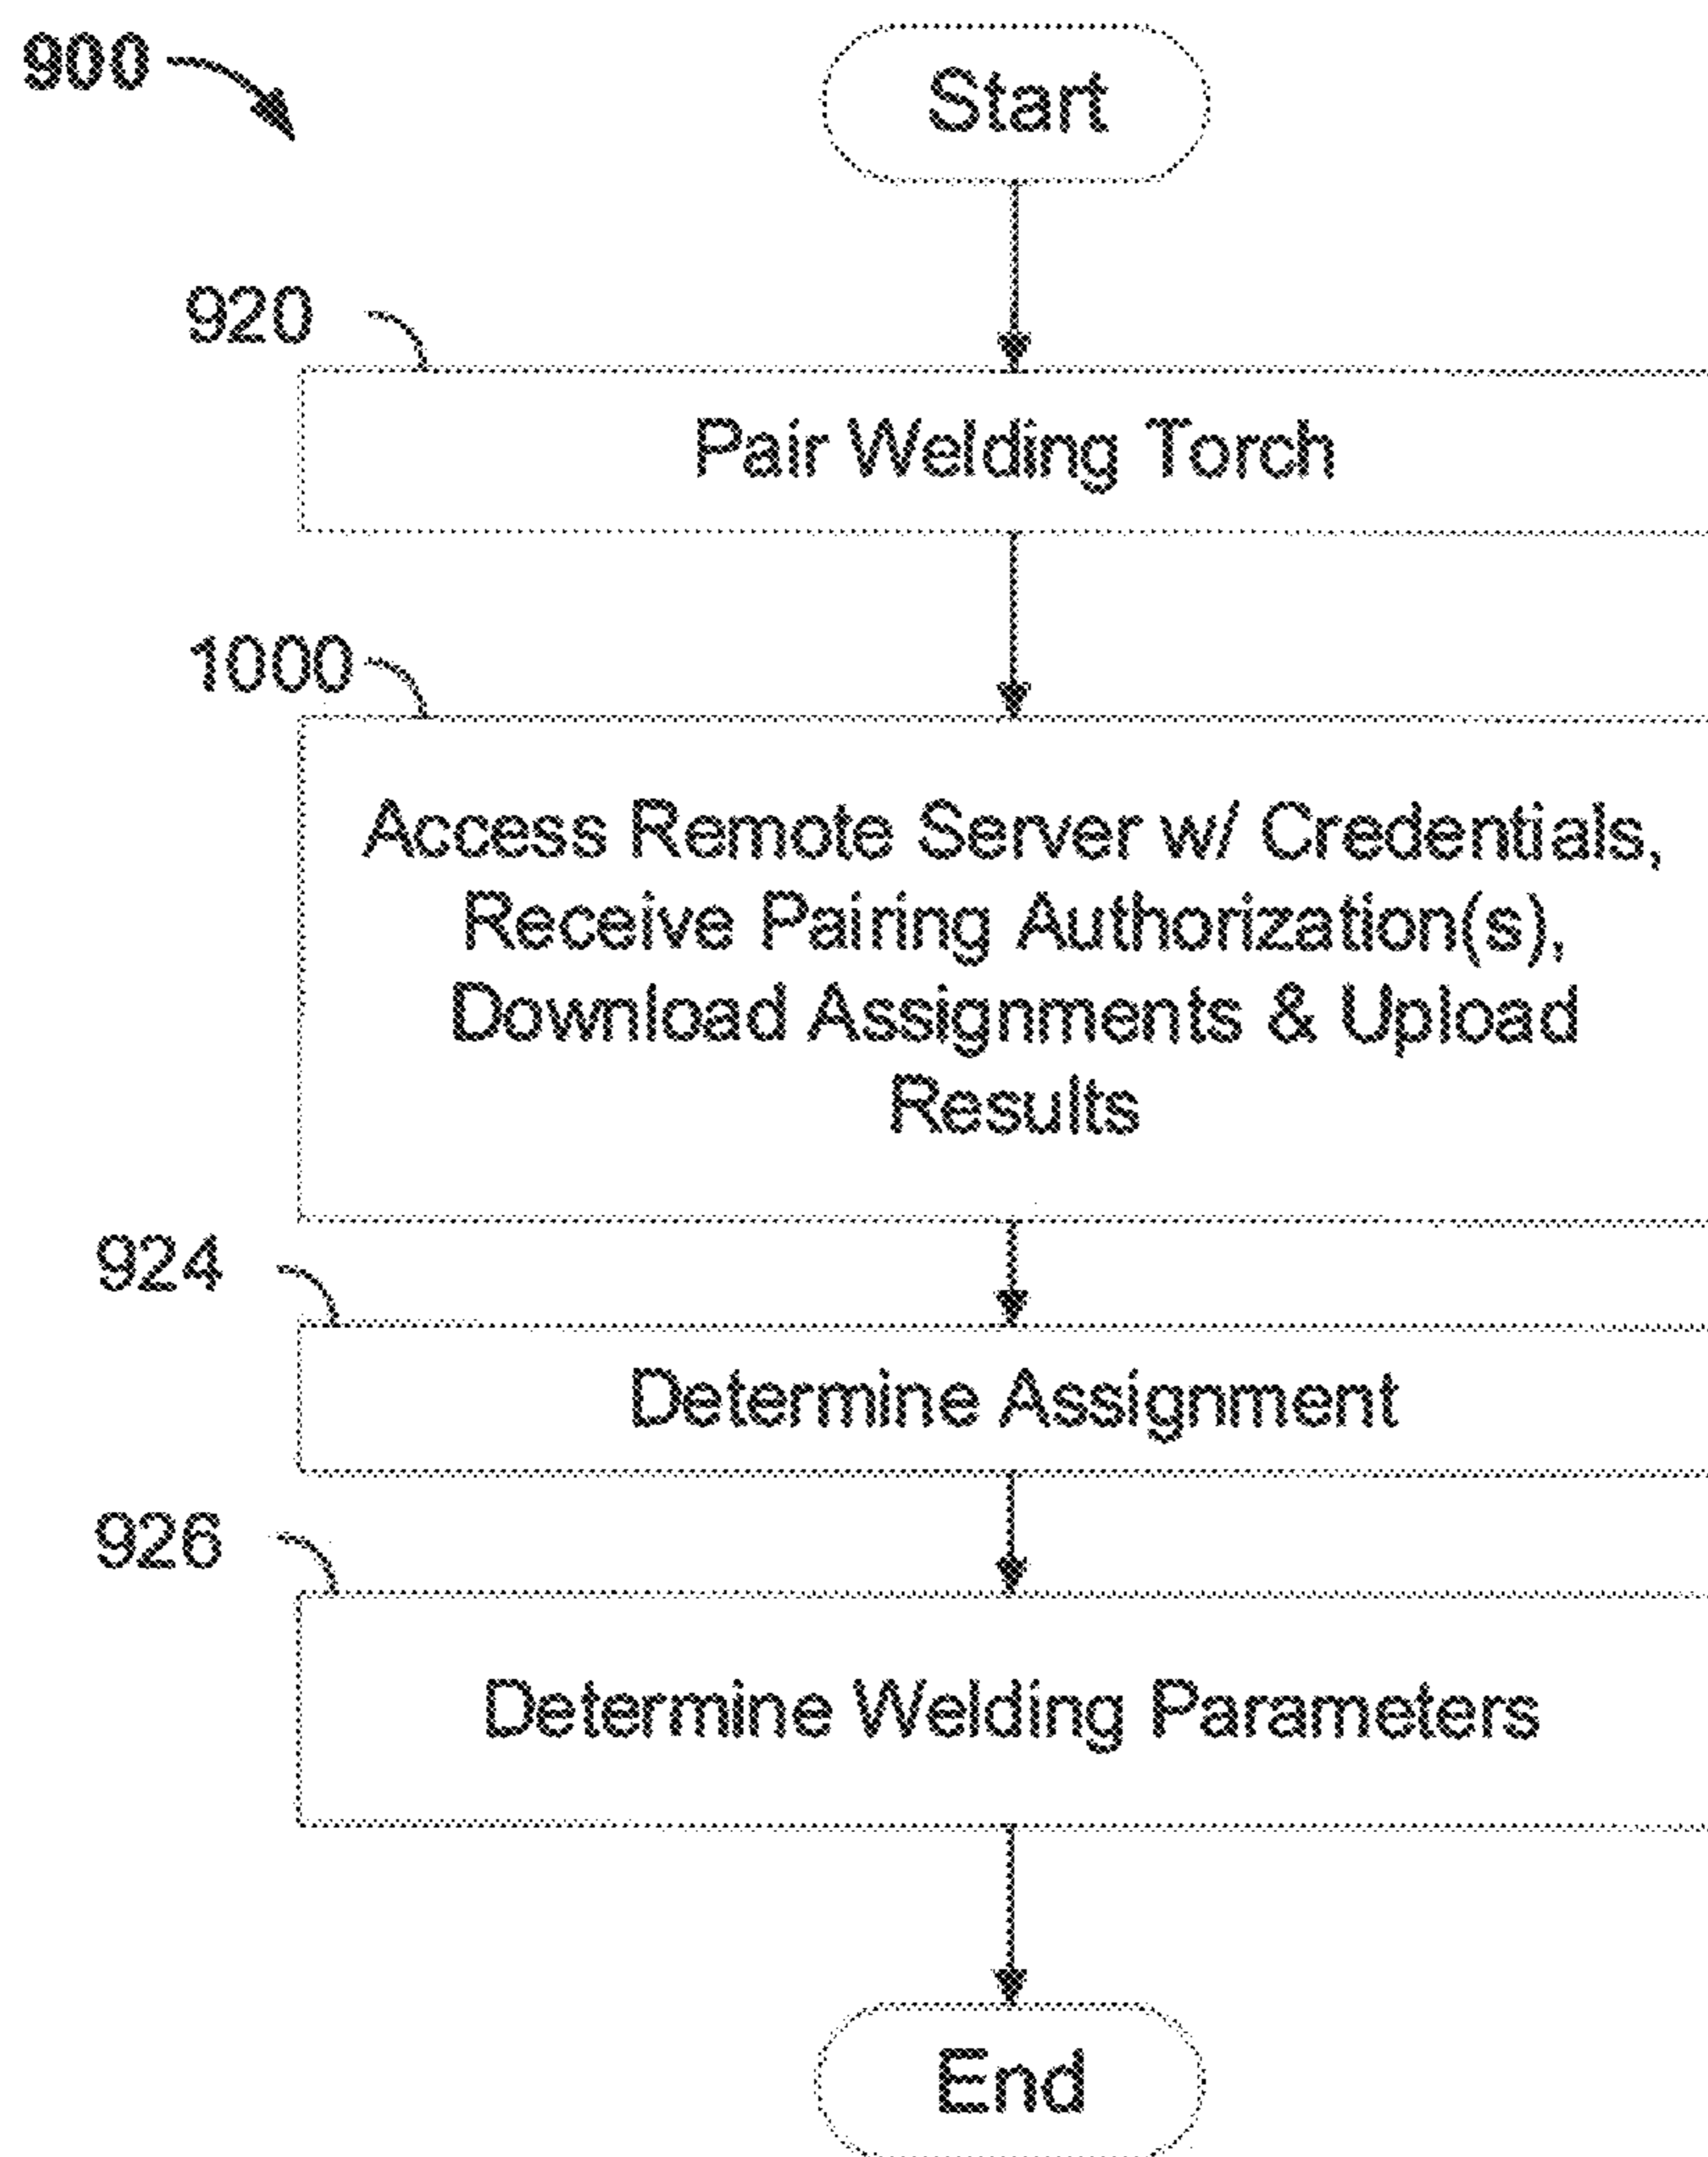 900
Start
920
Pair Welding Torch
1000
Access Remote Server w/ Credentials,
Receive Pairing Authorization(s),
Download Assignments & Upload
Results
924
Determine Assignment
926
Determine Welding Parameters
End